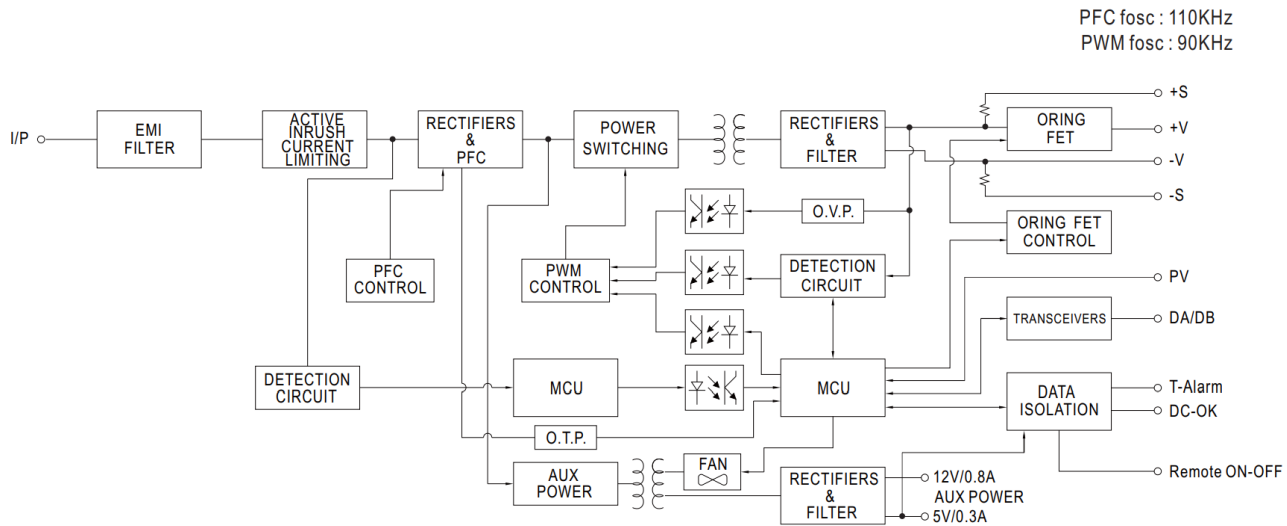 PFC fosc : 110KHz
PWM fosc : 90KHz
I/P
EMI
FILTER
ACTIVE
INRUSH
CURRENT
LIMITING
RECTIFIERS
&
PFC
POWER
SWITCHING
RECTIFIERS
&
FILTER
ORING
FET
+S
+V
-V
-S
O.V.P.
ORING FET
CONTROL
PFC
CONTROL
PWM
CONTROL
DETECTION
CIRCUIT
PV
TRANSCEIVERS
DA/DB
DETECTION
CIRCUIT
MCU
MCU
DATA
ISOLATION
T-Alarm
DC-OK
O.T.P.
AUX
POWER
FAN
RECTIFIERS
&
FILTER
12V/0.8A
AUX POWER
5V/0.3A
Remote ON-OFF